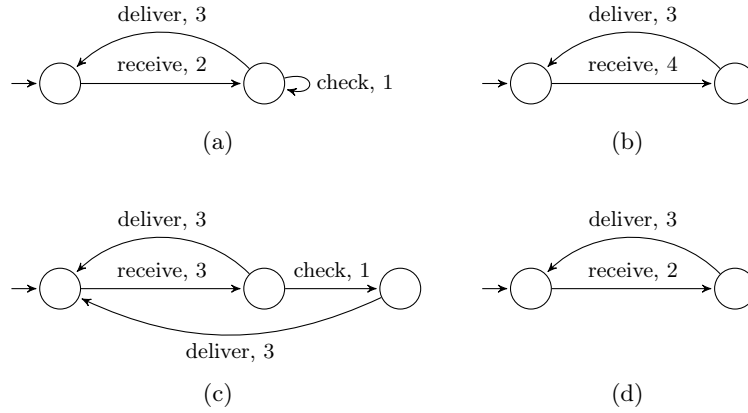 deliver, 3
receive, 2
check, 1
(a)
deliver, 3
receive, 4
(b)
deliver, 3
receive, 3
check, 1
deliver, 3
(c)
deliver, 3
receive, 2
(d)